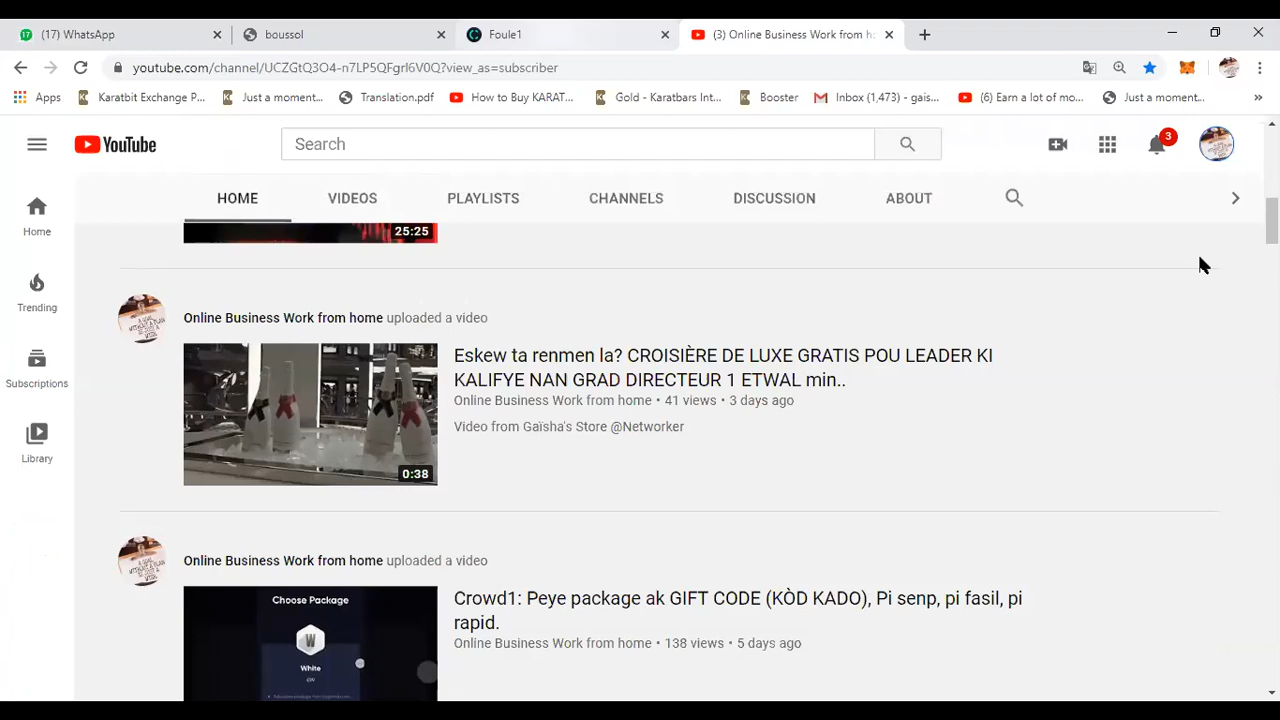 (17) WhatsApp
boussol
Foule1
(3) Online Business Work from h
youtube.com/channel/UCZGtQ3O4-n7LP5QFgrI6V0Q?view_as=subscriber
Apps
Karatbit Exchange P...
Just a moment...
Translation.pdf
How to Buy KARAT...
Gold - Karatbars Int...
Booster
Inbox (1,473) - gais...
(6) Earn a lot of mo...
Just a moment...
YouTube
Search
3
HOME
VIDEOS
PLAYLISTS
CHANNELS
DISCUSSION
ABOUT
Home
Trending
Subscriptions
Library
25:25
Online Business Work from home uploaded a video
0:38
Eskew ta renmen la? CROISIÈRE DE LUXE GRATIS POU LEADER KI
KALIFYE NAN GRAD DIRECTEUR 1 ETWAL min..
Online Business Work from home • 41 views • 3 days ago
Video from Gaïsha's Store @Networker
Online Business Work from home uploaded a video
Choose Package
W
White
Crowd1: Peye package ak GIFT CODE (KÒD KADO), Pi senp, pi fasil, pi
rapid.
Online Business Work from home • 138 views • 5 days ago